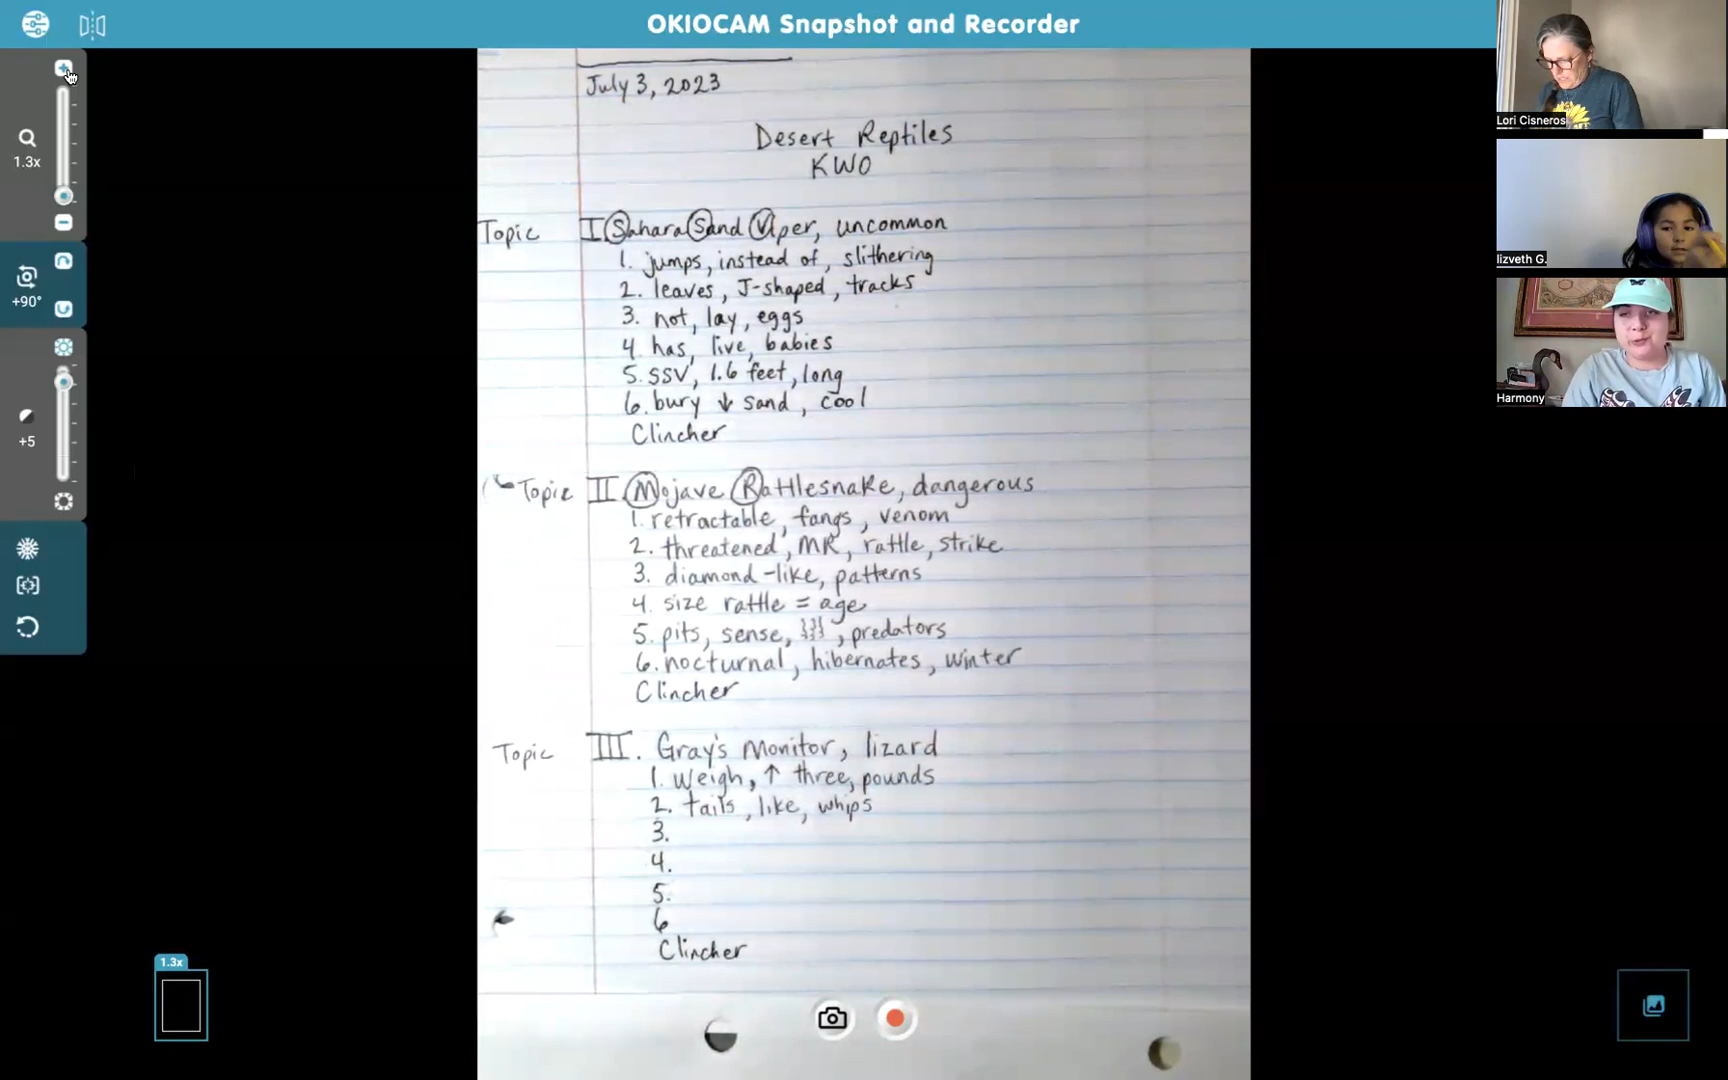 OKIOCAM Snapshot and Recorder
1.3x
+90°
+5
1.3x
July 3, 2023
Desert Reptiles
KWO
Topic I Sahara Sand Viper, uncommon
1. jumps, instead of, slithering
2. leaves, J-shaped, tracks
3. not, lay, eggs
4. has, live, babies
5. SSV, 1.6 feet, long
6. bury ↓ sand, cool
Clincher
Topic II. Mojave Rattlesnake, dangerous
1. retractable, fangs, venom
2. threatened, MR, rattle, strike
3. diamond-like, patterns
4. size rattle = age
5. pits, sense, }}}, predators
6. nocturnal, hibernates, winter
Clincher
Topic III. Gray's Monitor, lizard
1. Weigh, ↑ three, pounds
2. tails, like, whips
3.
4.
5.
6
Clincher
Lori Cisneros
lizveth G.
Harmony